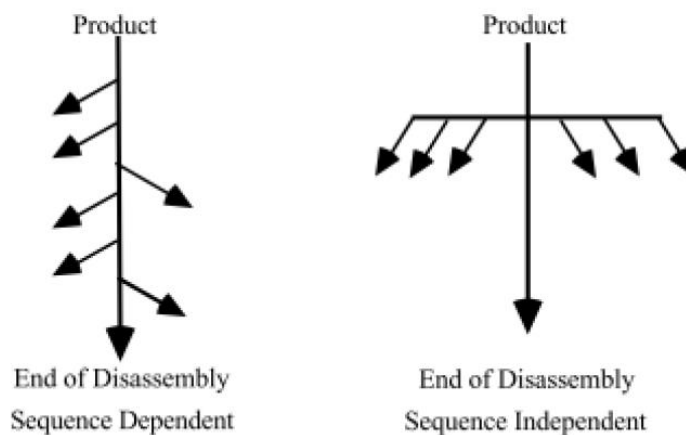 Product
End of Disassembly
Sequence Dependent
Product
End of Disassembly
Sequence Independent